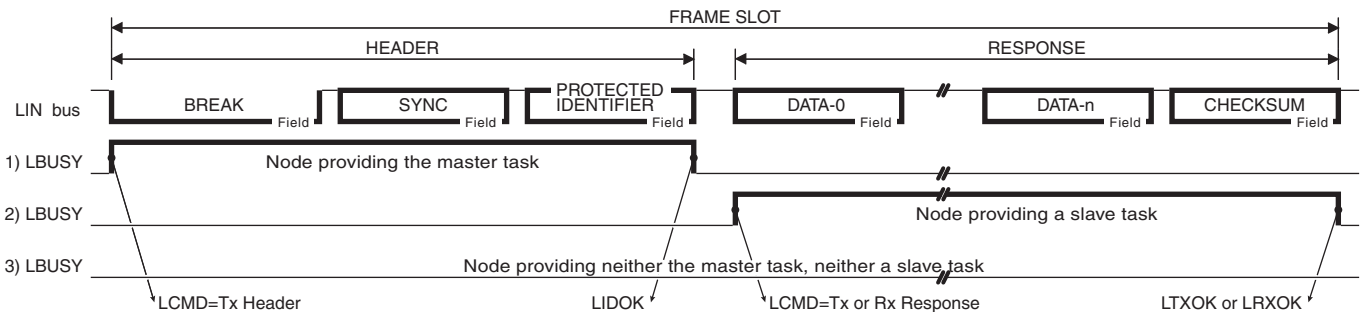 FRAME SLOT
HEADER RESPONSE
LIN bus BREAK Field SYNC Field PROTECTED IDENTIFIER Field DATA-0 Field DATA-n Field CHECKSUM Field
1) LBUSY Node providing the master task
2) LBUSY Node providing a slave task
3) LBUSY Node providing neither the master task, neither a slave task
LCMD=Tx Header LIDOK LCMD=Tx or Rx Response LTXOK or LRXOK